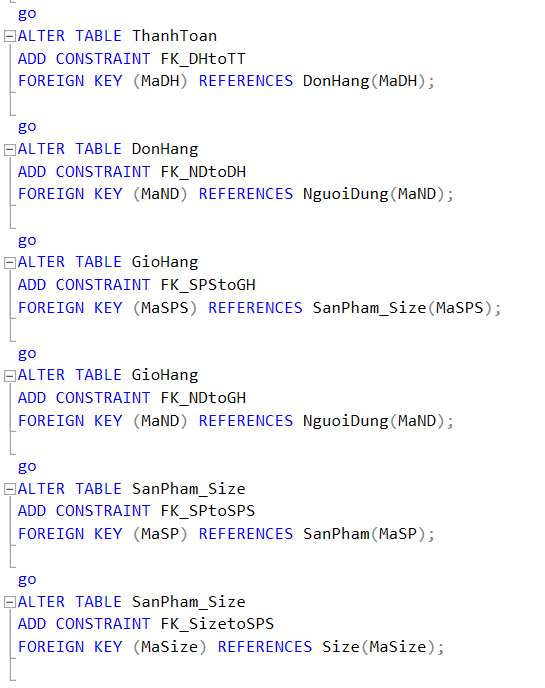 go
ALTER TABLE ThanhToan
ADD CONSTRAINT FK_DHtoTT
FOREIGN KEY (MaDH) REFERENCES DonHang(MaDH);
go
ALTER TABLE DonHang
ADD CONSTRAINT FK_NDtoDH
FOREIGN KEY (MaND) REFERENCES NguoiDung(MaND);
go
ALTER TABLE GioHang
ADD CONSTRAINT FK_SPStoGH
FOREIGN KEY (MaSPS) REFERENCES SanPham_Size(MaSPS);
go
ALTER TABLE GioHang
ADD CONSTRAINT FK_NDtoGH
FOREIGN KEY (MaND) REFERENCES NguoiDung(MaND);
go
ALTER TABLE SanPham_Size
ADD CONSTRAINT FK_SPtoSPS
FOREIGN KEY (MaSP) REFERENCES SanPham(MaSP);
go
ALTER TABLE SanPham_Size
ADD CONSTRAINT FK_SizetoSPS
FOREIGN KEY (MaSize) REFERENCES Size(MaSize);